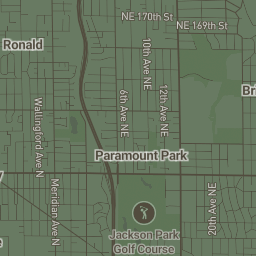 NE 170th St
NE 169th St
Ronald
10th Ave NE
6th Ave NE
12th Ave NE
Wallingford Ave N
Meridian Ave N
Paramount Park
20th Ave NE
Jackson Park
Golf Course